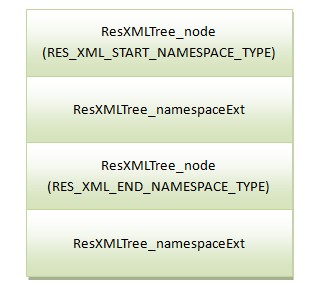 ResXMLTree_node
(RES_XML_START_NAMESPACE_TYPE)
ResXMLTree_namespaceExt
ResXMLTree_node
(RES_XML_END_NAMESPACE_TYPE)
ResXMLTree_namespaceExt